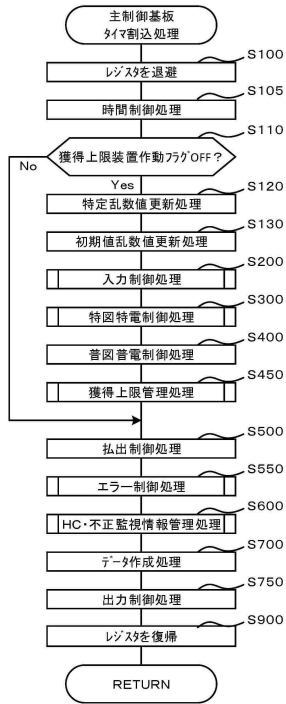 主制御基板
タイマ割込処理
S100
レジスタを退避
S105
時間制御処理
S110
獲得上限装置作動フラグOFF?
No
Yes
S120
特定乱数値更新処理
S130
初期値乱数値更新処理
S200
入力制御処理
S300
特図特電制御処理
S400
普図普電制御処理
S450
獲得上限管理処理
S500
払出制御処理
S550
エラー制御処理
S600
HC・不正監視情報管理処理
S700
データ作成処理
S750
出力制御処理
S900
レジスタを復帰
RETURN